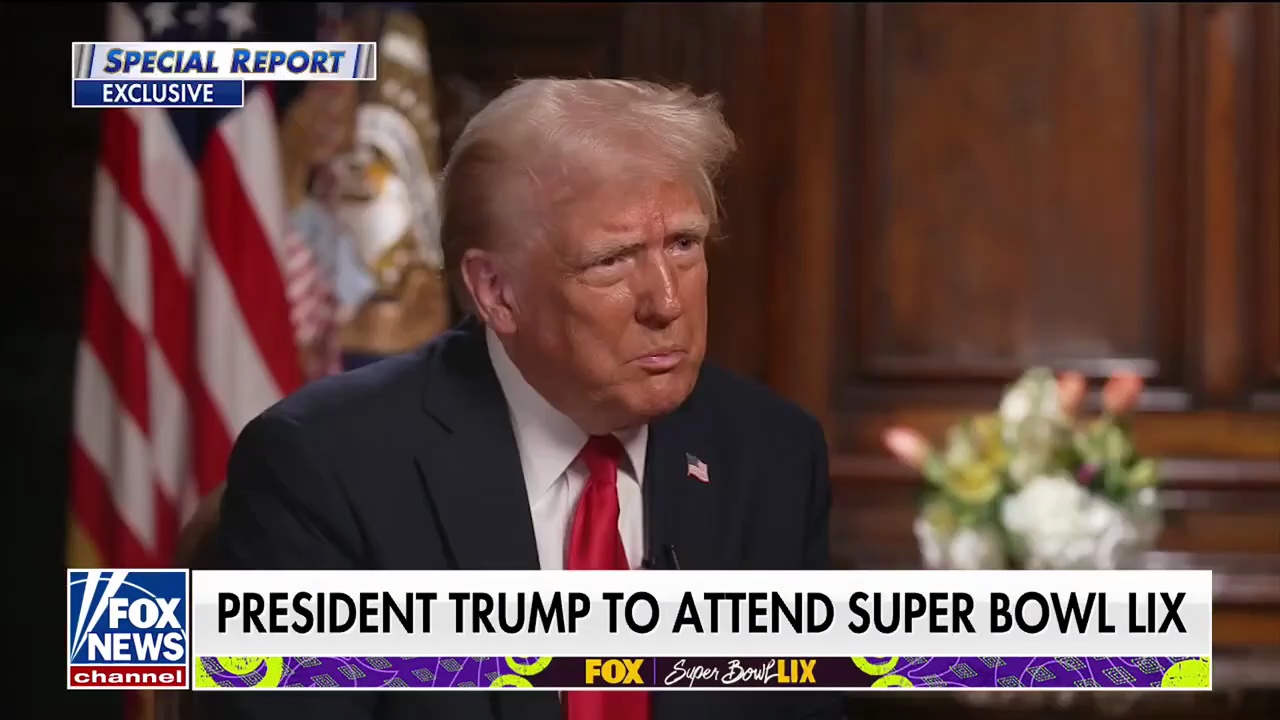 SPECIAL REPORT
EXCLUSIVE
FOX
NEWS
channel
PRESIDENT TRUMP TO ATTEND SUPER BOWL LIX
FOX Super Bowl LIX